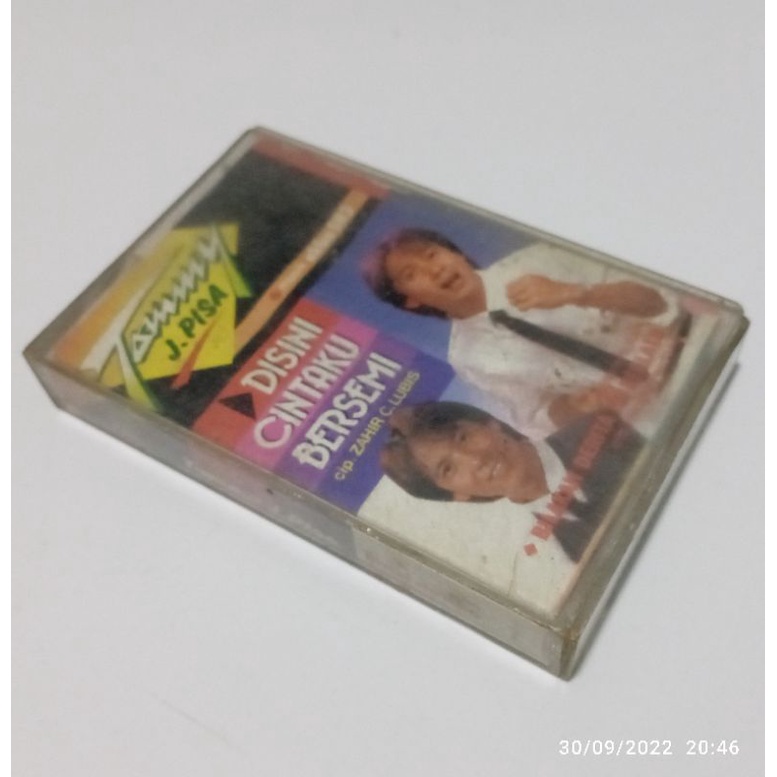 Tommy
J. PISA
DISINI
CINTAKU
BERSEMI
cip. ZAHIR C. LUBIS
30/09/2022 20:46